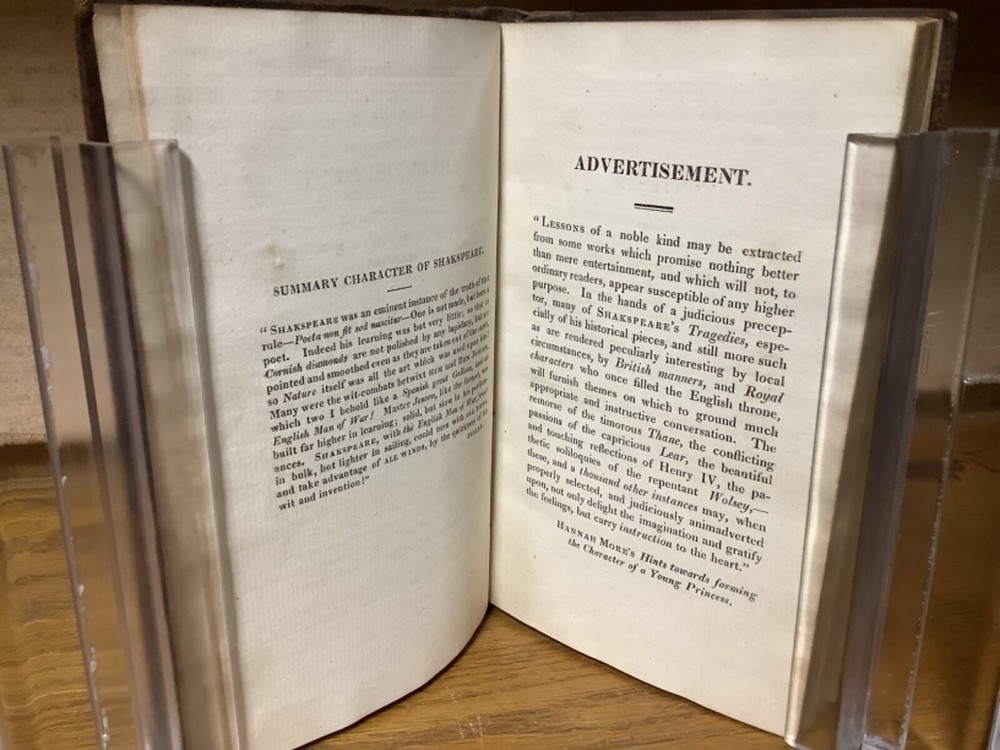 SUMMARY CHARACTER OF SHAKSPEARE.
“SHAKSPEARE was an eminent instance of the truth of that
rule—Poeta non fit sed nascitur—One is not made, but born a
poet. Indeed his learning was but very little; so that as
Cornish diamonds are not polished by any lapidary, but are
pointed and smoothed even as they are taken out of the earth,
so Nature itself was all the art which was used upon him.
Many were the wit-combats betwixt HIM and BEN JONSON,
which two I behold like a Spanish great Galleon, and an
English Man of War! Master Jonson, like the former, was
built far higher in learning; solid, but slow in his perform-
ances. SHAKSPEARE, with the English Man of War, lesser
in bulk, but lighter in sailing, could turn with all tides,
and take advantage of ALL WINDS, by the quickness of his
wit and invention!”
FULLER.
ADVERTISEMENT.
“LESSONS of a noble kind may be extracted
from some works which promise nothing better
than mere entertainment, and which will not, to
ordinary readers, appear susceptible of any higher
purpose. In the hands of a judicious precep-
tor, many of SHAKSPEARE'S Tragedies, espe-
cially of his historical pieces, and still more such
as are rendered peculiarly interesting by local
circumstances, by British manners, and Royal
characters who once filled the English throne,
will furnish themes on which to ground much
appropriate and instructive conversation. The
remorse of the timorous Thane, the conflicting
passions of the capricious Lear, the beautiful
and touching reflections of Henry IV, the pa-
thetic soliloquies of the repentant Wolsey,—
these, and a thousand other instances may, when
properly selected, and judiciously animadverted
upon, not only delight the imagination and gratify
the feelings, but carry instruction to the heart.”
HANNAH MORE'S Hints towards forming
the Character of a Young Princess.